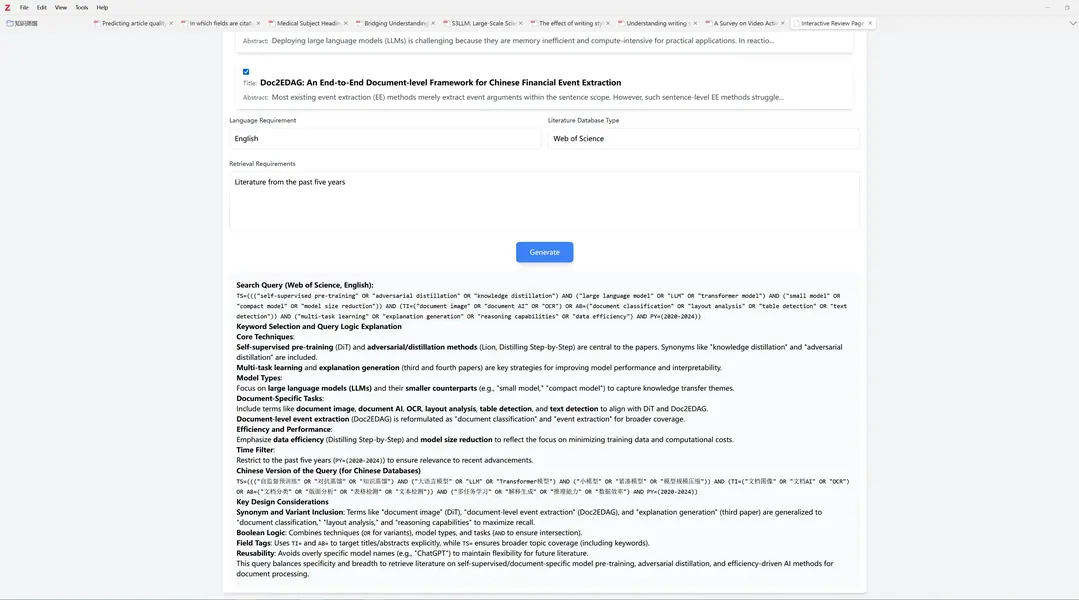 File Edit View Tools Help
知识蒸馏
Predicting article quali
In which fields are citat
Medical Subject Headin
Bridging Understanding
S3LLM: Large-Scale Scie
The effect of writing sty
Understanding writing s
A Survey on Video Acti
Interactive Review Page
Abstract: Deploying large language models (LLMs) is challenging because they are memory inefficient and compute-intensive for practical applications. In reactio...
Title: Doc2EDAG: An End-to-End Document-level Framework for Chinese Financial Event Extraction
Abstract: Most existing event extraction (EE) methods merely extract event arguments within the sentence scope. However, such sentence-level EE methods struggle...
Language Requirement
Literature Database Type
English
Web of Science
Retrieval Requirements
Literature from the past five years
Generate
Search Query (Web of Science, English):
TS=((("self-supervised pre-training" OR "adversarial distillation" OR "knowledge distillation") AND ("large language model" OR "LLM" OR "transformer model") AND ("small model" OR
"compact model" OR "model size reduction")) AND (TI=("document image" OR "document AI" OR "OCR") OR AB=("document classification" OR "layout analysis" OR "table detection" OR "text
detection")) AND ("multi-task learning" OR "explanation generation" OR "reasoning capabilities" OR "data efficiency") AND PY=(2020-2024))
Keyword Selection and Query Logic Explanation
Core Techniques:
Self-supervised pre-training (DiT) and adversarial/distillation methods (Lion, Distilling Step-by-Step) are central to the papers. Synonyms like "knowledge distillation" and "adversarial
distillation" are included.
Multi-task learning and explanation generation (third and fourth papers) are key strategies for improving model performance and interpretability.
Model Types:
Focus on large language models (LLMs) and their smaller counterparts (e.g., "small model," "compact model") to capture knowledge transfer themes.
Document-Specific Tasks:
Include terms like document image, document AI, OCR, layout analysis, table detection, and text detection to align with DiT and Doc2EDAG.
Document-level event extraction (Doc2EDAG) is reformulated as "document classification" and "event extraction" for broader coverage.
Efficiency and Performance:
Emphasize data efficiency (Distilling Step-by-Step) and model size reduction to reflect the focus on minimizing training data and computational costs.
Time Filter:
Restrict to the past five years (PY=(2020-2024)) to ensure relevance to recent advancements.
Chinese Version of the Query (for Chinese Databases)
TS=((("自监督预训练" OR "对抗蒸馏" OR "知识蒸馏") AND ("大语言模型" OR "LLM" OR "Transformer模型") AND ("小模型" OR "紧凑模型" OR "模型规模压缩")) AND (TI=("文档图像" OR "文档AI" OR "OCR")
OR AB=("文档分类" OR "版面分析" OR "表格检测" OR "文本检测")) AND ("多任务学习" OR "解释生成" OR "推理能力" OR "数据效率") AND PY=(2020-2024))
Key Design Considerations
Synonym and Variant Inclusion: Terms like "document image" (DiT), "document-level event extraction" (Doc2EDAG), and "explanation generation" (third paper) are generalized to
"document classification," "layout analysis," and "reasoning capabilities" to maximize recall.
Boolean Logic: Combines techniques (OR for variants), model types, and tasks (AND to ensure intersection).
Field Tags: Uses TI= and AB= to target titles/abstracts explicitly, while TS= ensures broader topic coverage (including keywords).
Reusability: Avoids overly specific model names (e.g., "ChatGPT") to maintain flexibility for future literature.
This query balances specificity and breadth to retrieve literature on self-supervised/document-specific model pre-training, adversarial distillation, and efficiency-driven AI methods for
document processing.